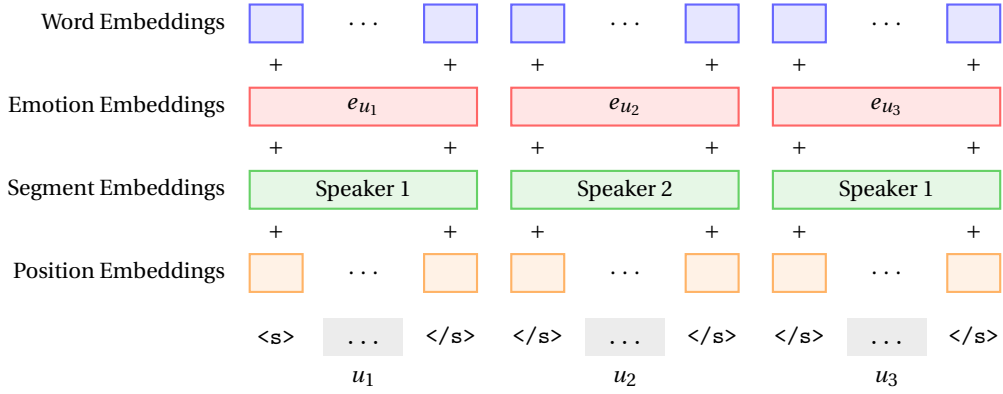 Word Embeddings ... ... ...
+ + + + + +
Emotion Embeddings e_{u_1} e_{u_2} e_{u_3}
+ + + + + +
Segment Embeddings Speaker 1 Speaker 2 Speaker 1
+ + + + + +
Position Embeddings ... ... ...
<s> ... </s> </s> ... </s> </s> ... </s>
u_1 u_2 u_3